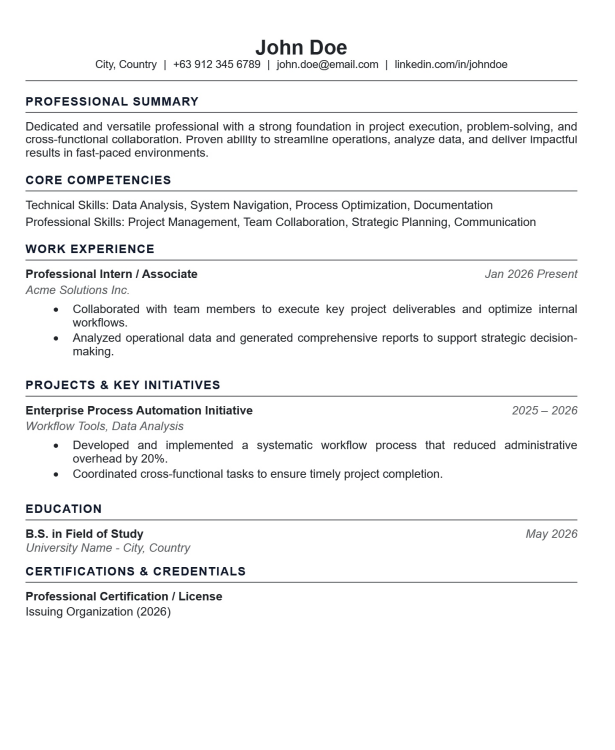 John Doe
City, Country | +63 912 345 6789 | john.doe@email.com | linkedin.com/in/johndoe
PROFESSIONAL SUMMARY
Dedicated and versatile professional with a strong foundation in project execution, problem-solving, and
cross-functional collaboration. Proven ability to streamline operations, analyze data, and deliver impactful
results in fast-paced environments.
CORE COMPETENCIES
Technical Skills: Data Analysis, System Navigation, Process Optimization, Documentation
Professional Skills: Project Management, Team Collaboration, Strategic Planning, Communication
WORK EXPERIENCE
Professional Intern / Associate Jan 2026 Present
Acme Solutions Inc.
• Collaborated with team members to execute key project deliverables and optimize internal
workflows.
• Analyzed operational data and generated comprehensive reports to support strategic decision-
making.
PROJECTS & KEY INITIATIVES
Enterprise Process Automation Initiative 2025 – 2026
Workflow Tools, Data Analysis
• Developed and implemented a systematic workflow process that reduced administrative
overhead by 20%.
• Coordinated cross-functional tasks to ensure timely project completion.
EDUCATION
B.S. in Field of Study May 2026
University Name - City, Country
CERTIFICATIONS & CREDENTIALS
Professional Certification / License
Issuing Organization (2026)